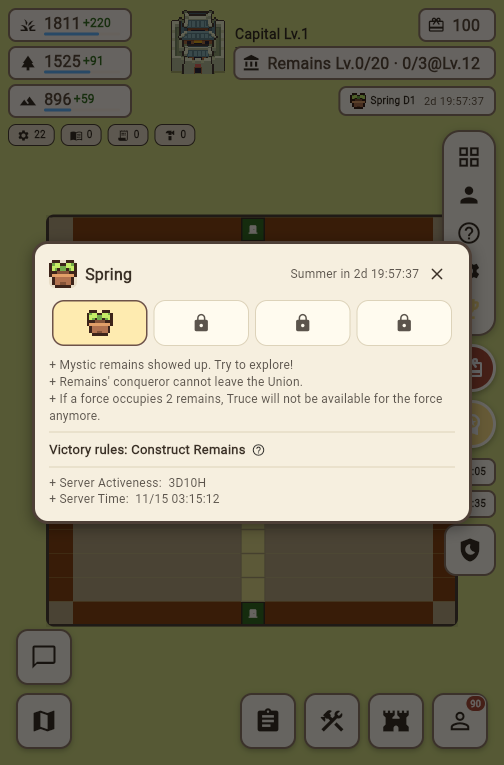 1811 +220
1525 +91
896 +59
22
0
0
0
Capital Lv.1
100
Remains Lv.0/20 · 0/3@Lv.12
Spring D1 2d 19:57:37
Spring
Summer in 2d 19:57:37
+ Mystic remains showed up. Try to explore!
+ Remains' conqueror cannot leave the Union.
+ If a force occupies 2 remains, Truce will not be available for the force
anymore.
Victory rules: Construct Remains
+ Server Activeness: 3D10H
+ Server Time: 11/15 03:15:12
:05
:35
90